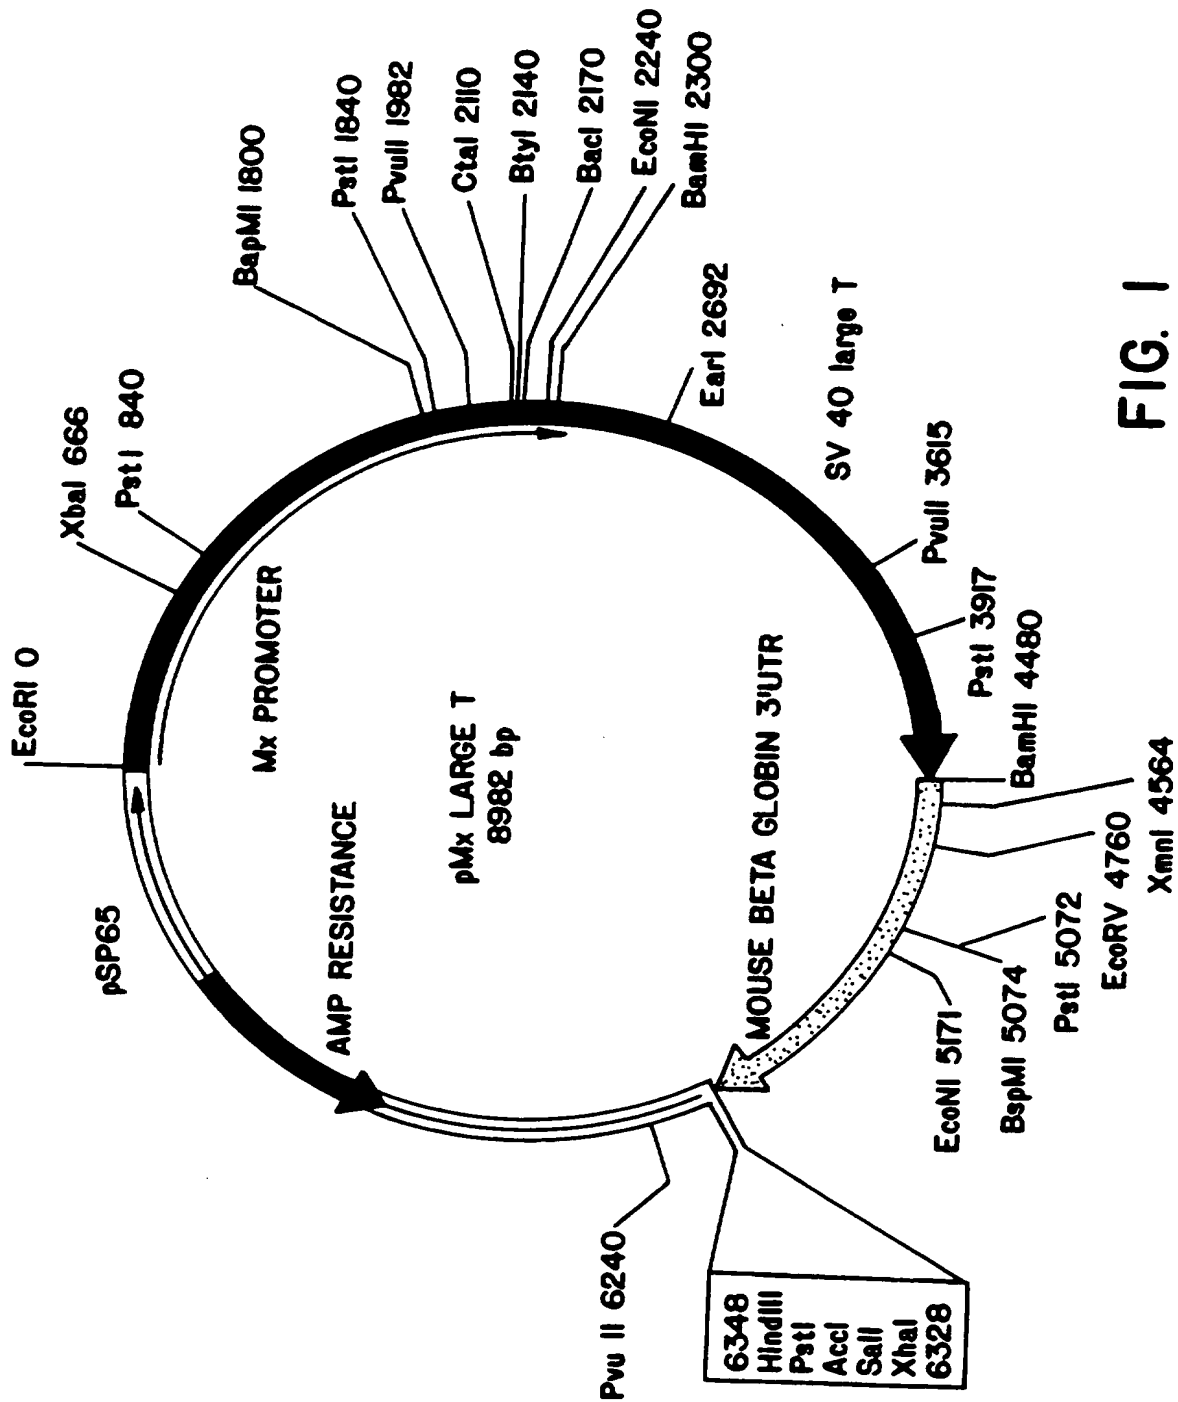 EcoRI 0
XbaI 666
PstI 840
BapMI 1800
PstI 1840
PvuII 1982
CtaI 2110
BtyI 2140
BacI 2170
EcoNI 2240
BamHI 2300
EarI 2692
SV 40 large T
PvuII 3615
PstI 3917
BamHI 4480
XmnI 4564
EcoRV 4760
PstI 5072
BspMI 5074
EcoNI 5171
6348
HindIII
PstI
AccI
SalI
XhaI
6328
Pvu II 6240
pSP65
AMP RESISTANCE
Mx PROMOTER
pMx LARGE T
8982 bp
MOUSE BETA GLOBIN 3'UTR
FIG. 1